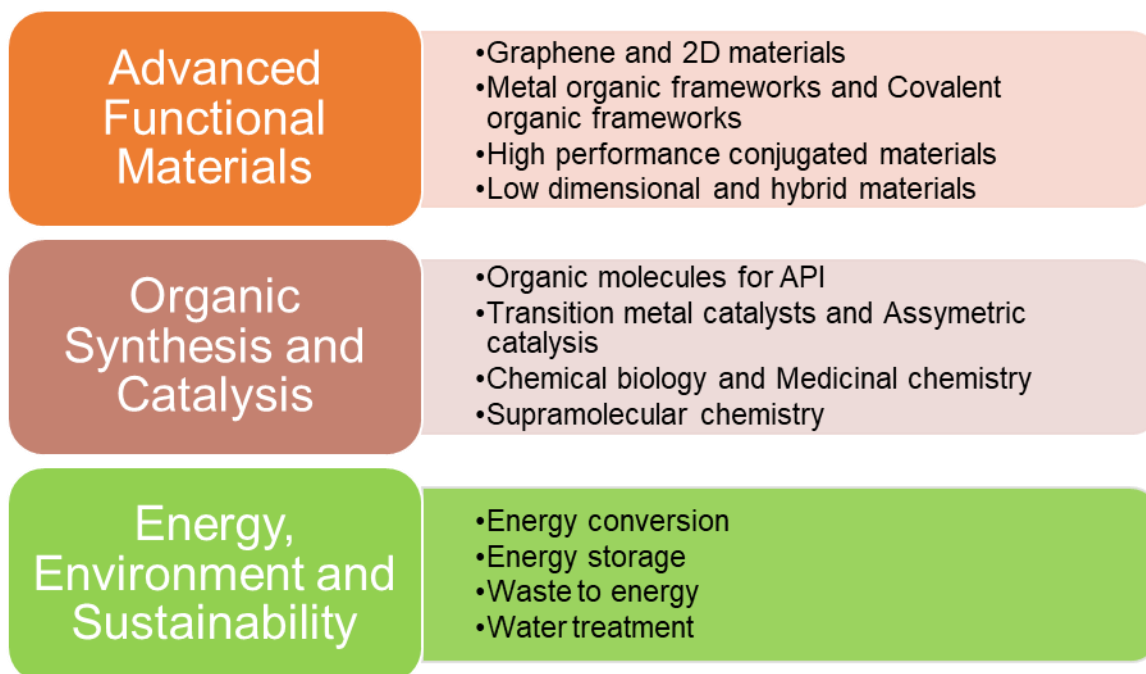 Advanced
Functional
Materials
•Graphene and 2D materials
•Metal organic frameworks and Covalent
organic frameworks
•High performance conjugated materials
•Low dimensional and hybrid materials
Organic
Synthesis and
Catalysis
•Organic molecules for API
•Transition metal catalysts and Assymetric
catalysis
•Chemical biology and Medicinal chemistry
•Supramolecular chemistry
Energy,
Environment and
Sustainability
•Energy conversion
•Energy storage
•Waste to energy
•Water treatment